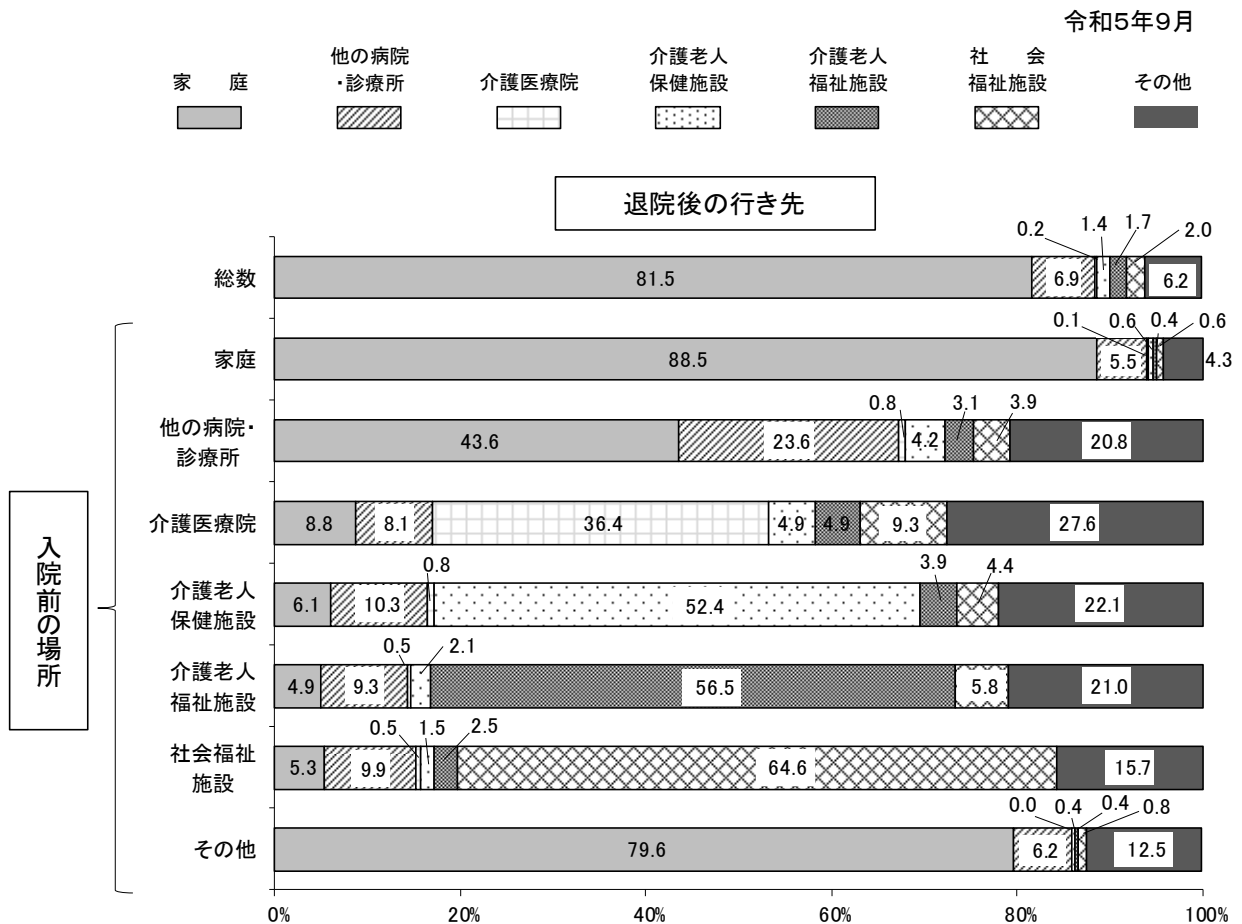 令和5年9月
家　庭
他の病院
・診療所
介護医療院
介護老人
保健施設
介護老人
福祉施設
社　会
福祉施設
その他
退院後の行き先
入院前の場所
総数
81.5
6.9
0.2
1.4
1.7
2.0
6.2
家庭
88.5
5.5
0.1
0.6
0.4
0.6
4.3
他の病院・
診療所
43.6
23.6
0.8
4.2
3.1
3.9
20.8
介護医療院
8.8
8.1
36.4
4.9
4.9
9.3
27.6
介護老人
保健施設
6.1
10.3
0.8
52.4
3.9
4.4
22.1
介護老人
福祉施設
4.9
9.3
0.5
2.1
56.5
5.8
21.0
社会福祉
施設
5.3
9.9
0.5
1.5
2.5
64.6
15.7
その他
79.6
6.2
0.0
0.4
0.4
0.8
12.5
0%
20%
40%
60%
80%
100%